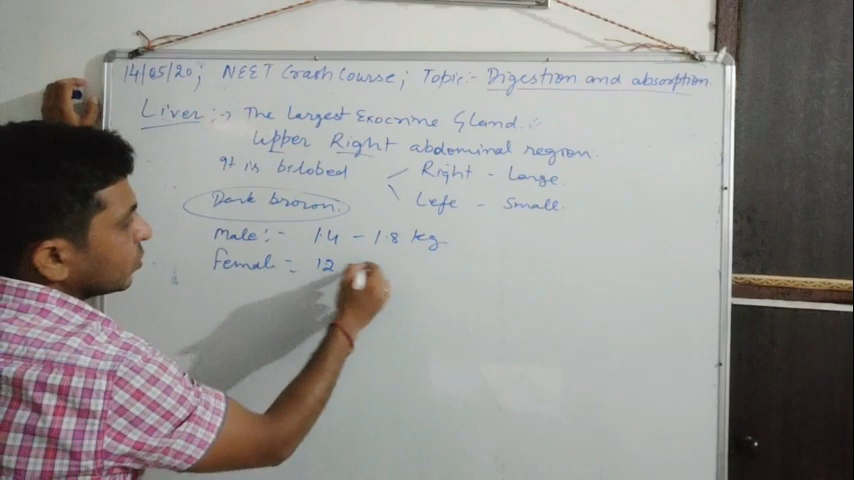 14/05/20; NEET Crash Course; Topic:- Digestion and absorption.
Liver :→ The Largest Exocrine Gland.
Upper Right abdominal region.
It is bilobed
Right - Large
Left - Small.
Dark brown.
Male :- 1.4 - 1.8 kg
Female :- 12